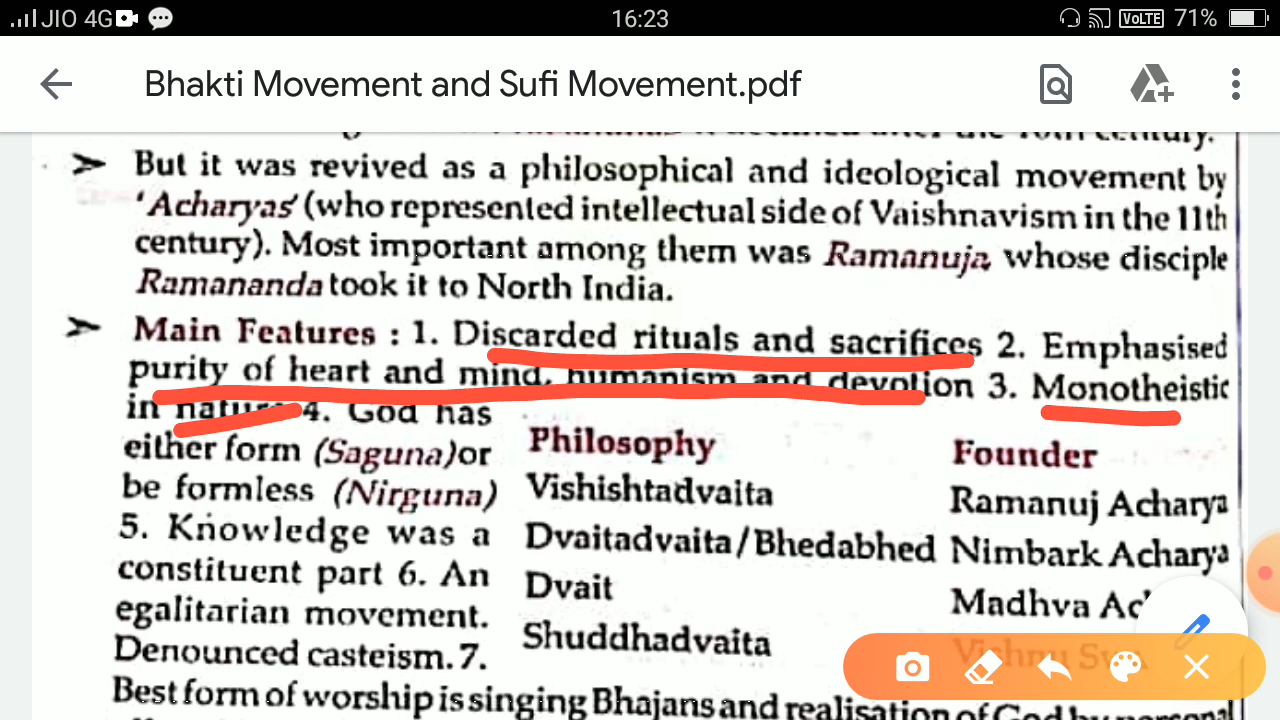 JIO 4G 16:23 VoLTE 71%
Bhakti Movement and Sufi Movement.pdf
century.
➢ But it was revived as a philosophical and ideological movement by
'Acharyas' (who represented intellectual side of Vaishnavism in the 11th
century). Most important among them was Ramanuja, whose disciple
Ramananda took it to North India.
➢ Main Features : 1. Discarded rituals and sacrifices 2. Emphasised
purity of heart and mind, humanism and devotion 3. Monotheistic
in nature 4. God has
either form (Saguna)or
be formless (Nirguna)
5. Knowledge was a
constituent part 6. An
egalitarian movement.
Denounced casteism. 7.
Philosophy Founder
Vishishtadvaita Ramanuj Acharya
Dvaitadvaita/Bhedabhed Nimbark Acharya
Dvait Madhva
Shuddhadvaita
Best form of worship is singing Bhajans and realisation of God by personal